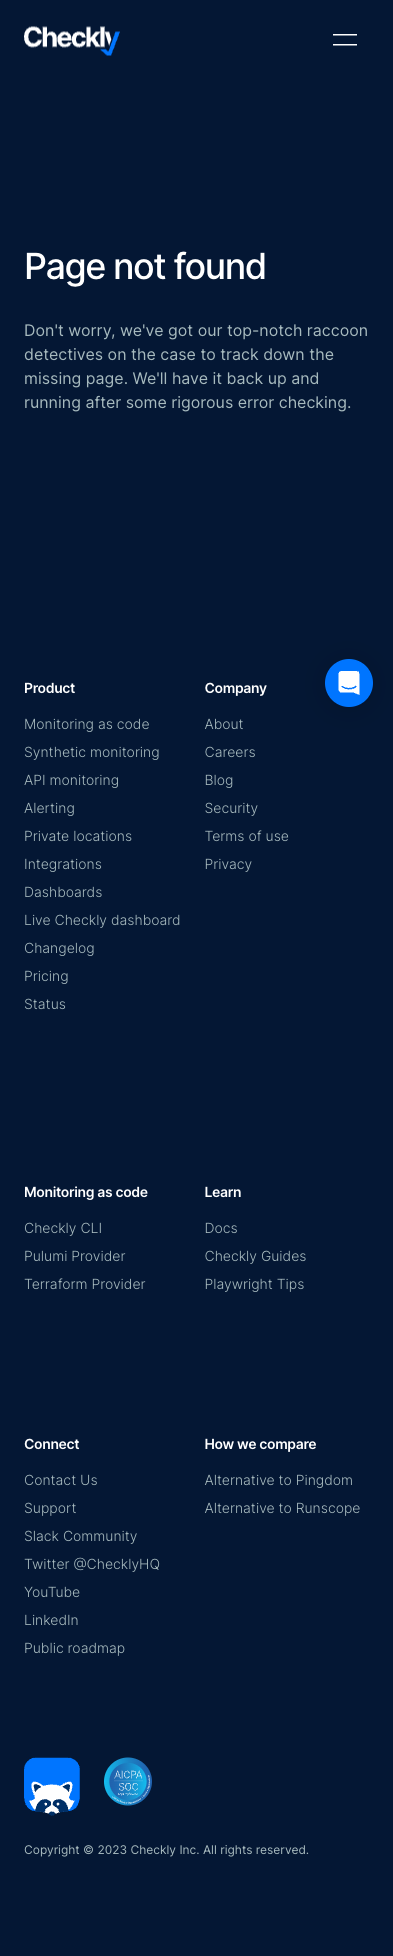 Checkly
Page not found
Don't worry, we've got our top-notch raccoon
detectives on the case to track down the
missing page. We'll have it back up and
running after some rigorous error checking.
Product
Monitoring as code
Synthetic monitoring
API monitoring
Alerting
Private locations
Integrations
Dashboards
Live Checkly dashboard
Changelog
Pricing
Status
Company
About
Careers
Blog
Security
Terms of use
Privacy
Monitoring as code
Checkly CLI
Pulumi Provider
Terraform Provider
Learn
Docs
Checkly Guides
Playwright Tips
Connect
Contact Us
Support
Slack Community
Twitter @ChecklyHQ
YouTube
LinkedIn
Public roadmap
How we compare
Alternative to Pingdom
Alternative to Runscope
AICPA
SOC
Copyright © 2023 Checkly Inc. All rights reserved.